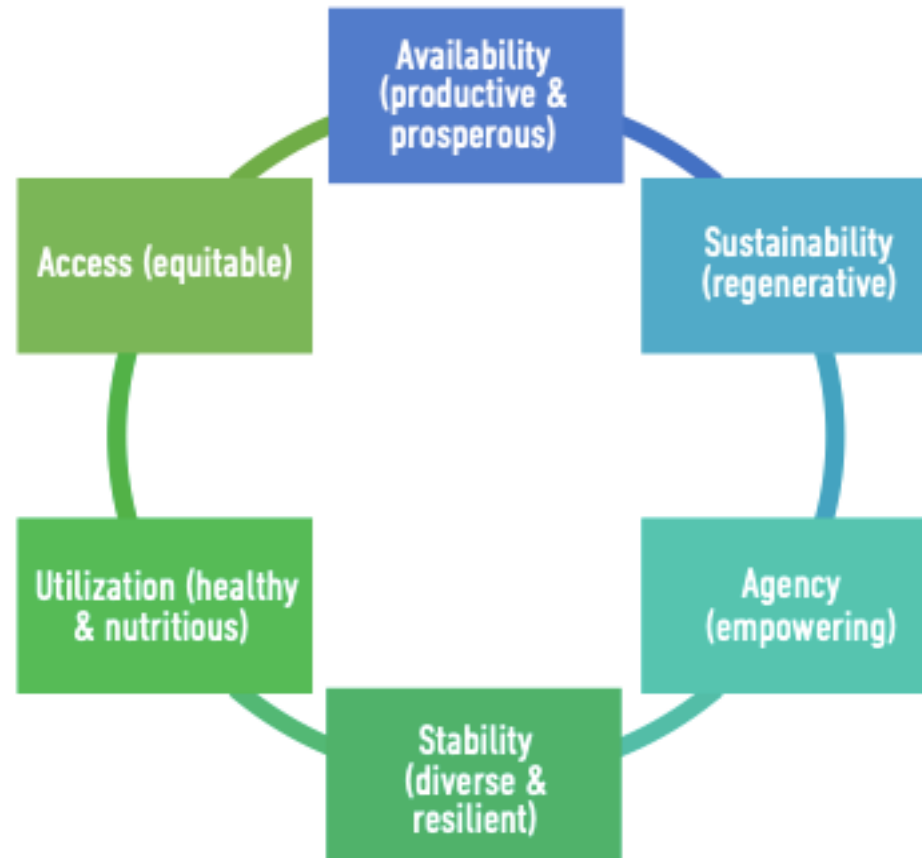 Availability
(productive &
prosperous)
Sustainability
(regenerative)
Agency
(empowering)
Stability
(diverse &
resilient)
Utilization (healthy
& nutritious)
Access (equitable)